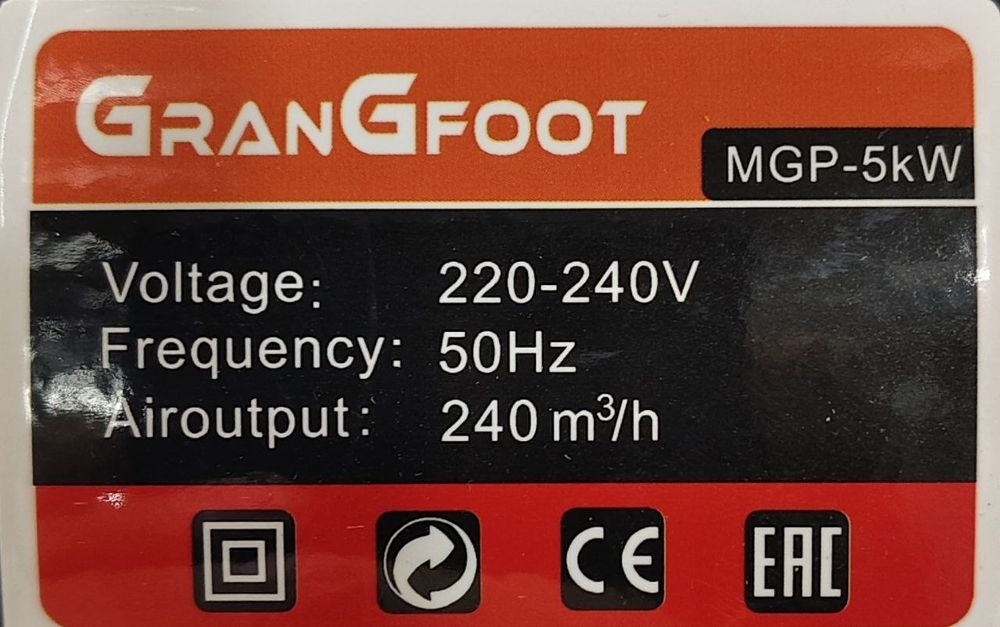 GRANGFOOT
MGP-5kW
Voltage: 220-240V
Frequency: 50Hz
Airoutput: 240 m³/h
CE EAC